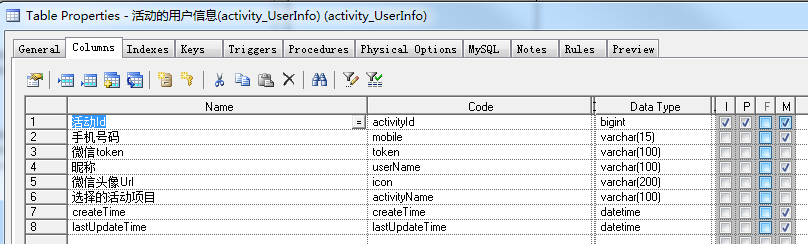 Table Properties - 活动的用户信息(activity_UserInfo) (activity_UserInfo)
General Columns Indexes Keys Triggers Procedures Physical Options MySQL Notes Rules Preview
Name Code Data Type I P F M
1 活动Id = activityId bigint
2 手机号码 mobile varchar(15)
3 微信token token varchar(100)
4 昵称 userName varchar(100)
5 微信头像Url icon varchar(200)
6 选择的活动项目 activityName varchar(100)
7 createTime createTime datetime
8 lastUpdateTime lastUpdateTime datetime